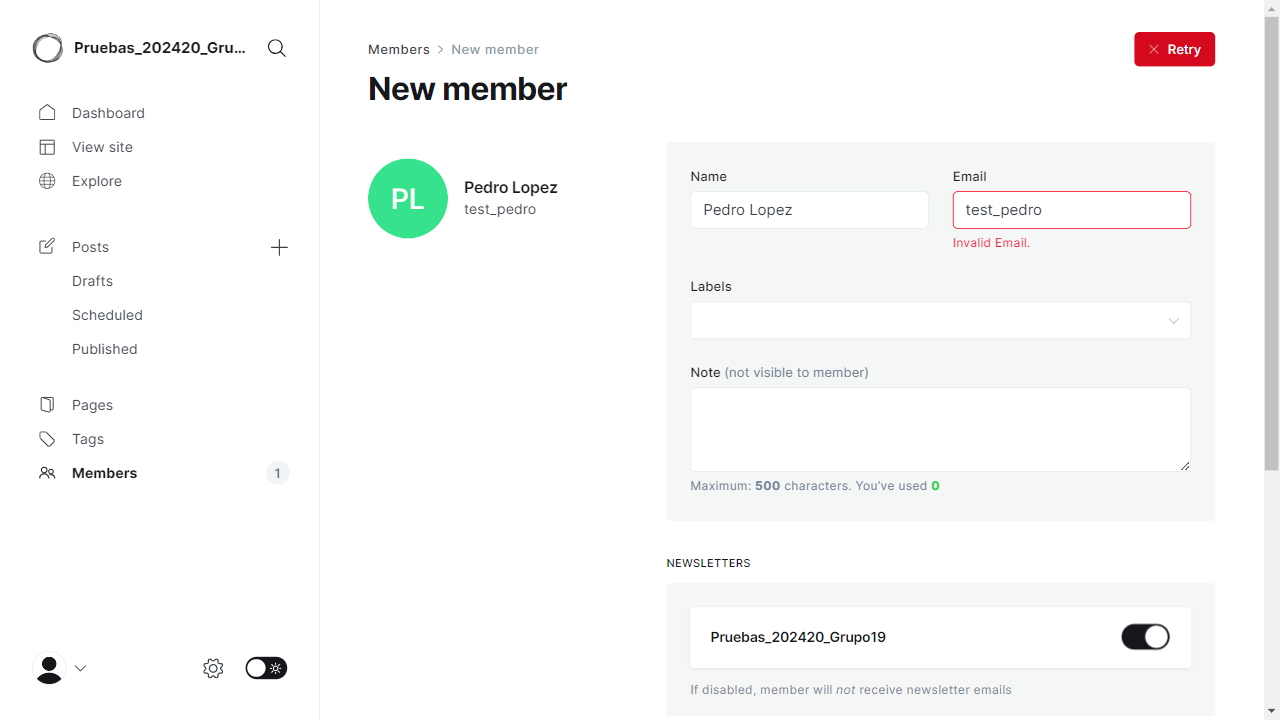 Pruebas_202420_Gru...
Dashboard
View site
Explore
Posts
Drafts
Scheduled
Published
Pages
Tags
Members
1
Members > New member
New member
Retry
PL
Pedro Lopez
test_pedro
Name
Pedro Lopez
Email
test_pedro
Invalid Email.
Labels
Note (not visible to member)
Maximum: 500 characters. You've used 0
NEWSLETTERS
Pruebas_202420_Grupo19
If disabled, member will not receive newsletter emails